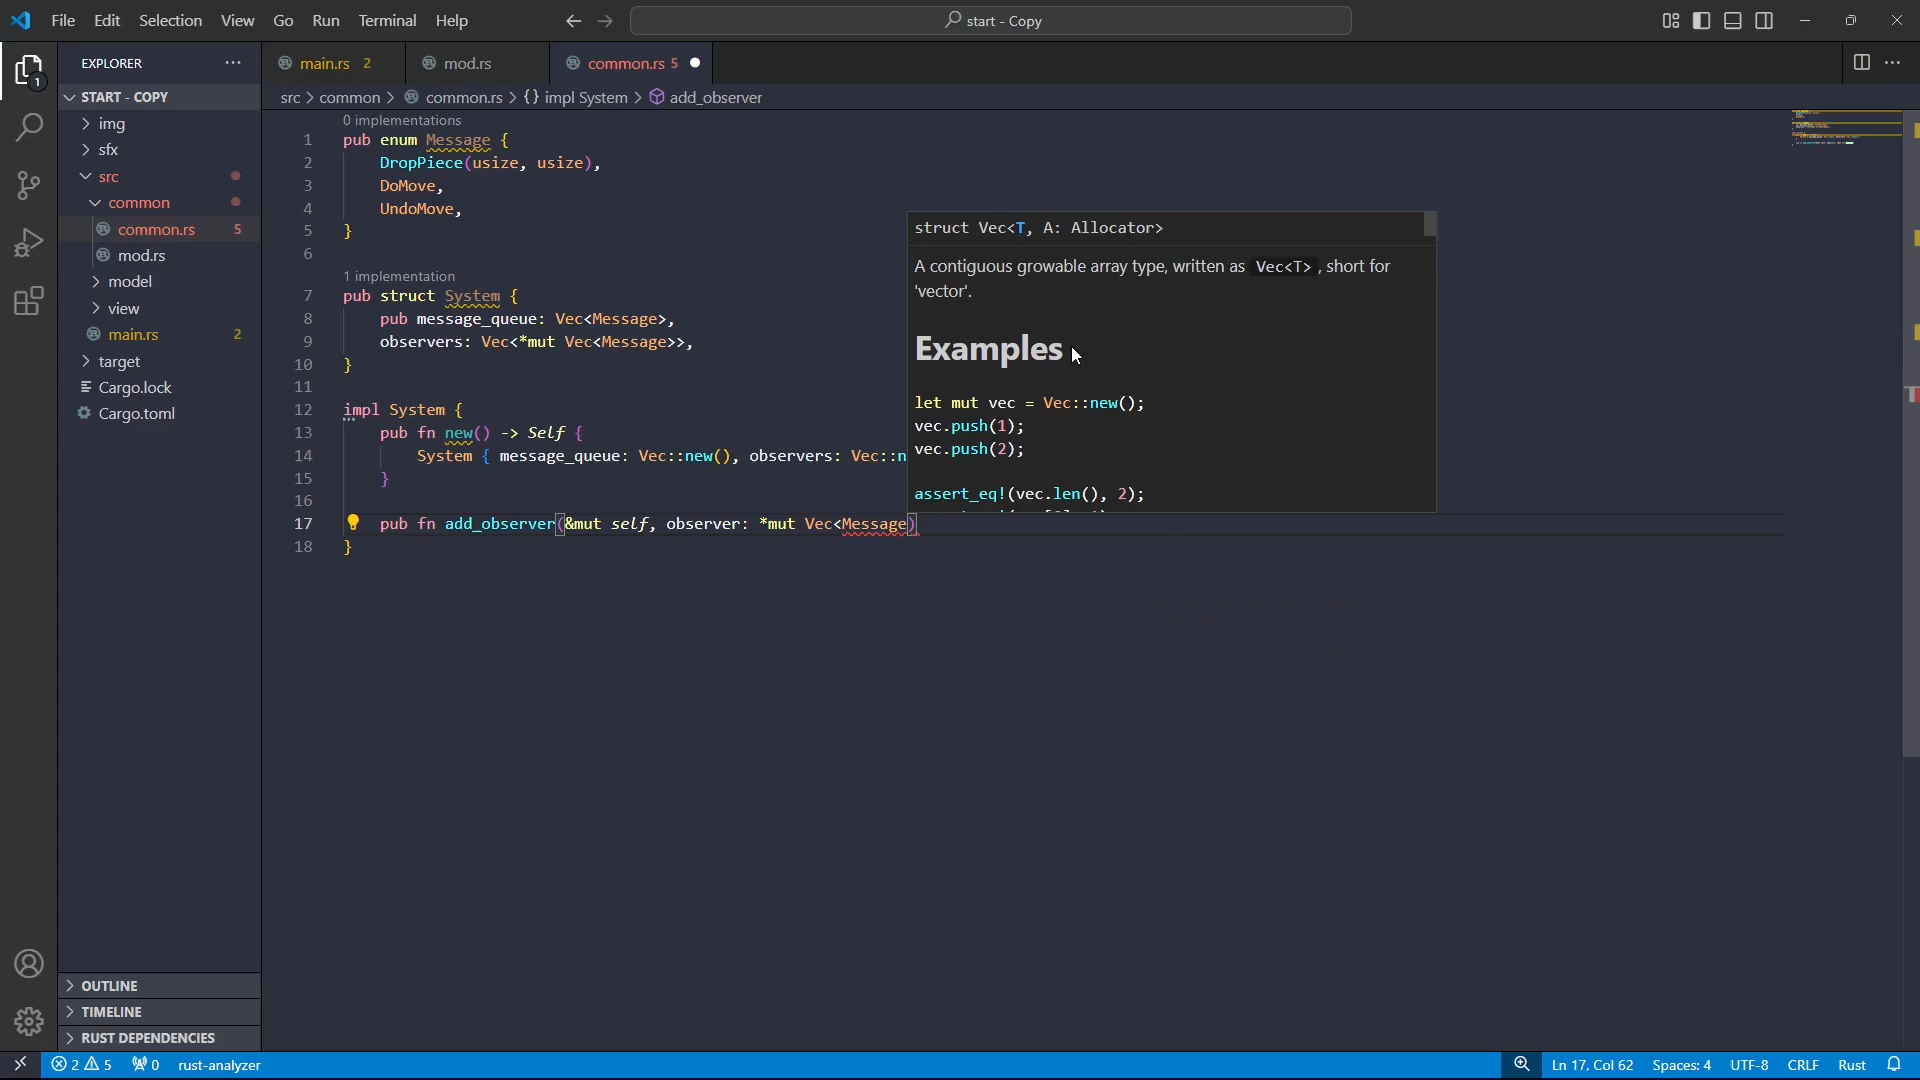 File Edit Selection View Go Run Terminal Help
start - Copy
EXPLORER
main.rs 2
mod.rs
common.rs 5
START - COPY
src > common > common.rs > {} impl System > add_observer
img
sfx
src
common
common.rs 5
mod.rs
model
view
main.rs 2
target
Cargo.lock
Cargo.toml
0 implementations
1 pub enum Message {
2 DropPiece(usize, usize),
3 DoMove,
4 UndoMove,
5 }
6
1 implementation
7 pub struct System {
8 pub message_queue: Vec<Message>,
9 observers: Vec<*mut Vec<Message>>,
10 }
11
12 impl System {
13 pub fn new() -> Self {
14 System { message_queue: Vec::new(), observers: Vec::n
15 }
16
17 pub fn add_observer(&mut self, observer: *mut Vec<Message)
18 }
struct Vec<T, A: Allocator>
A contiguous growable array type, written as Vec<T>, short for
'vector'.
Examples
let mut vec = Vec::new();
vec.push(1);
vec.push(2);
assert_eq!(vec.len(), 2);
OUTLINE
TIMELINE
RUST DEPENDENCIES
2 5 0 rust-analyzer
Ln 17, Col 62 Spaces: 4 UTF-8 CRLF Rust
1